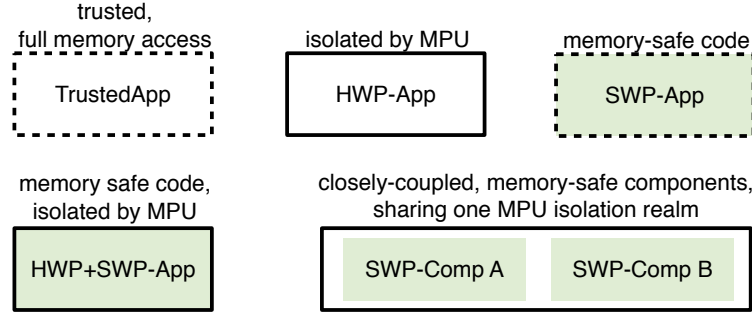 trusted,
full memory access
TrustedApp
isolated by MPU
HWP-App
memory-safe code
SWP-App
memory safe code,
isolated by MPU
HWP+SWP-App
closely-coupled, memory-safe components,
sharing one MPU isolation realm
SWP-Comp A
SWP-Comp B